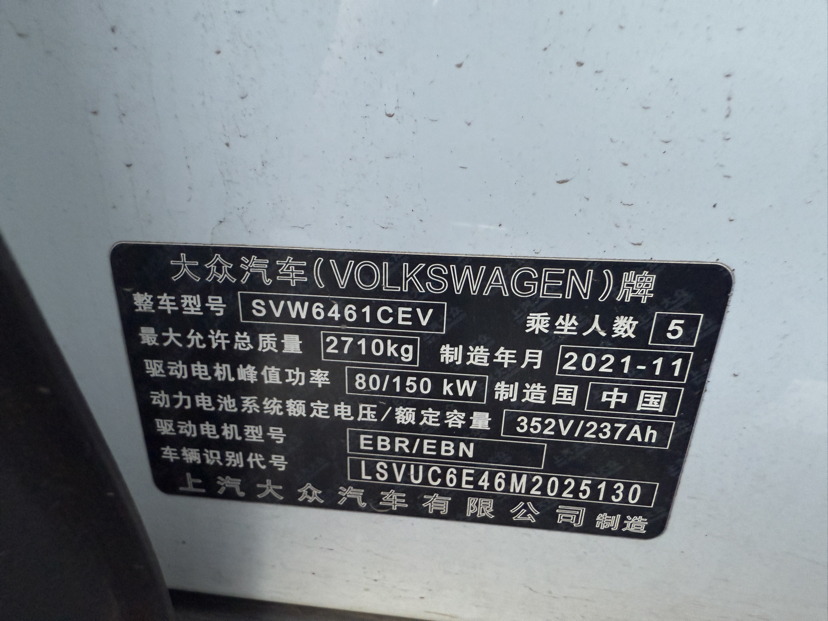 大众汽车(VOLKSWAGEN)牌
整车型号 SVW6461CEV 乘坐人数 5
最大允许总质量 2710kg 制造年月 2021-11
驱动电机峰值功率 80/150 kW 制造国 中国
动力电池系统额定电压/额定容量 352V/237Ah
驱动电机型号 EBR/EBN
车辆识别代号 LSVUC6E46M2025130
上汽大众汽车有限公司制造